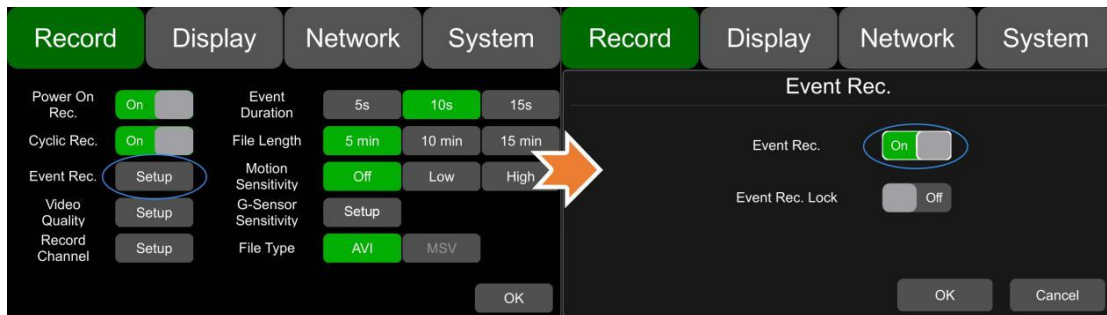 Record Display Network System
Power On Rec. On Event Duration 5s 10s 15s
Cyclic Rec. On File Length 5 min 10 min 15 min
Event Rec. Setup Motion Sensitivity Off Low High
Video Quality Setup G-Sensor Sensitivity Setup
Record Channel Setup File Type AVI MSV
OK
Record Display Network System
Event Rec.
Event Rec. On
Event Rec. Lock Off
OK Cancel